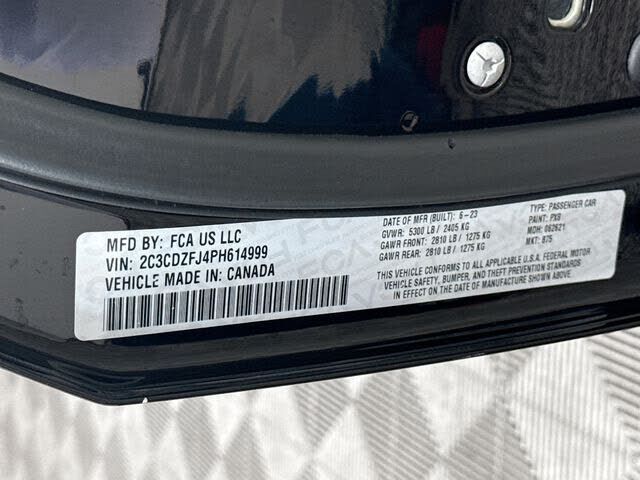 MFD BY: FCA US LLC
VIN: 2C3CDZFJ4PH614999
VEHICLE MADE IN: CANADA
DATE OF MFR (BUILT): 6-23
GVWR: 5300 LB / 2405 KG
GAWR FRONT: 2810 LB / 1275 KG
GAWR REAR: 2810 LB / 1275 KG
TYPE: PASSENGER CAR
PAINT: PX8
MDH: 062621
MKT: 875
THIS VEHICLE CONFORMS TO ALL APPLICABLE U.S.A. FEDERAL MOTOR
VEHICLE SAFETY, BUMPER, AND THEFT PREVENTION STANDARDS
IN EFFECT ON THE DATE OF MANUFACTURE SHOWN ABOVE